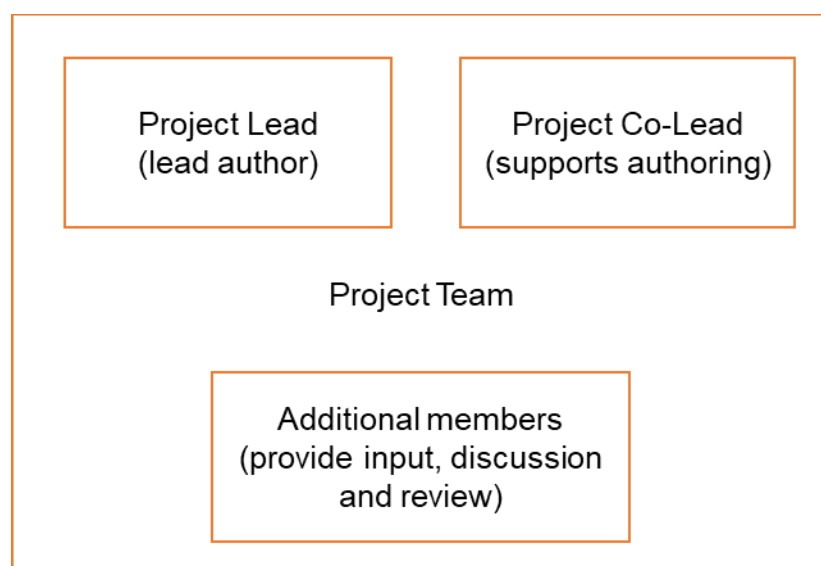 Project Lead
(lead author)
Project Co-Lead
(supports authoring)
Project Team
Additional members
(provide input, discussion
and review)